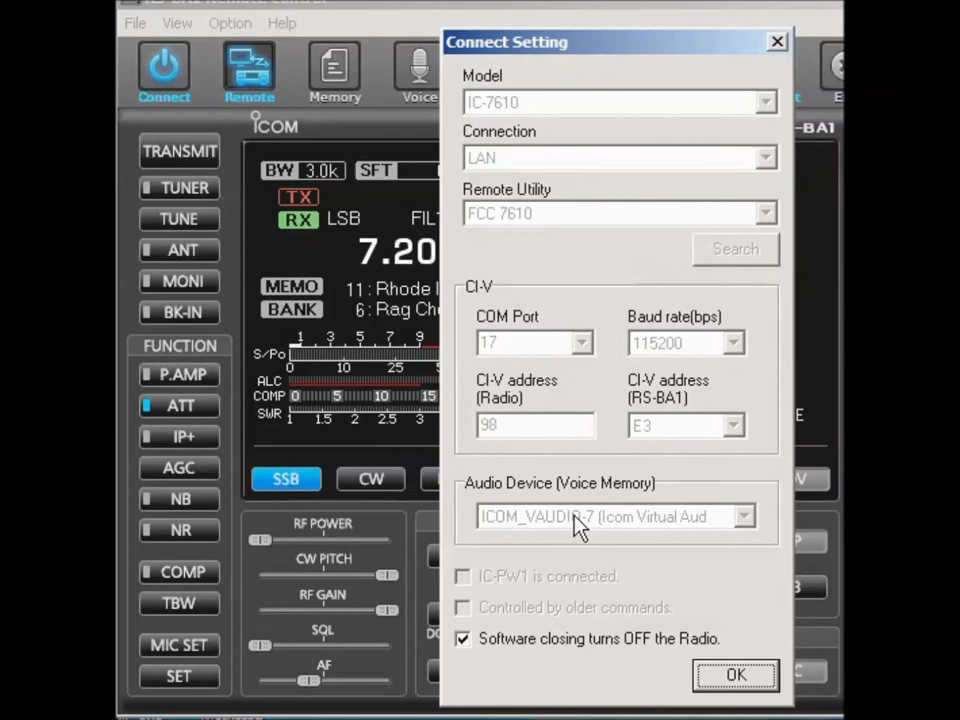 RS-BA1 Remote Control
File View Option Help
Connect Remote Memory Voice
ICOM
-BA1
TRANSMIT
TUNER
TUNE
ANT
MONI
BK-IN
FUNCTION
P.AMP
ATT
IP+
AGC
NB
NR
COMP
TBW
MIC SET
SET
BW 3.0k SFT
TX
RX LSB FIL
7.20
MEMO 11: Rhode I
BANK 6: Rag Ch
1 3 5 7 9
S/Po
0 10 25
ALC
COMP 0 5 10 15
SWR
1 1.5 2 2.5 3
E
SSB CW
RF POWER
CW PITCH
RF GAIN
SQL
AF
Connect Setting
Model
IC-7610
Connection
LAN
Remote Utility
FCC 7610
Search
CI-V
COM Port Baud rate(bps)
17 115200
CI-V address
(Radio)
CI-V address
(RS-BA1)
98 E3
Audio Device (Voice Memory)
ICOM_VAUDIO-7 (Icom Virtual Aud
IC-PW1 is connected.
Controlled by older commands.
Software closing turns OFF the Radio.
OK